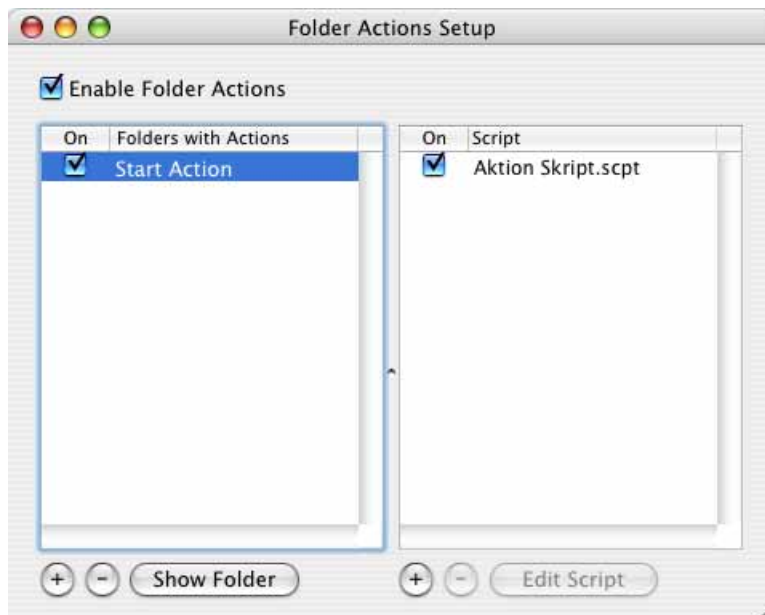 Folder Actions Setup
Enable Folder Actions
On Folders with Actions
Start Action
On Script
Aktion Skript.scpt
+ - Show Folder
+ - Edit Script